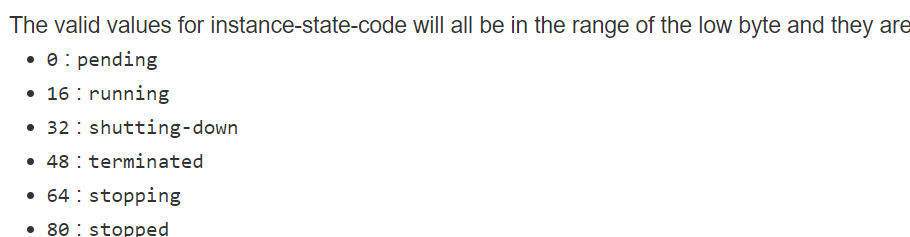 The valid values for instance-state-code will all be in the range of the low byte and they are
• 0 : pending
• 16 : running
• 32 : shutting-down
• 48 : terminated
• 64 : stopping
• 80 : stopped